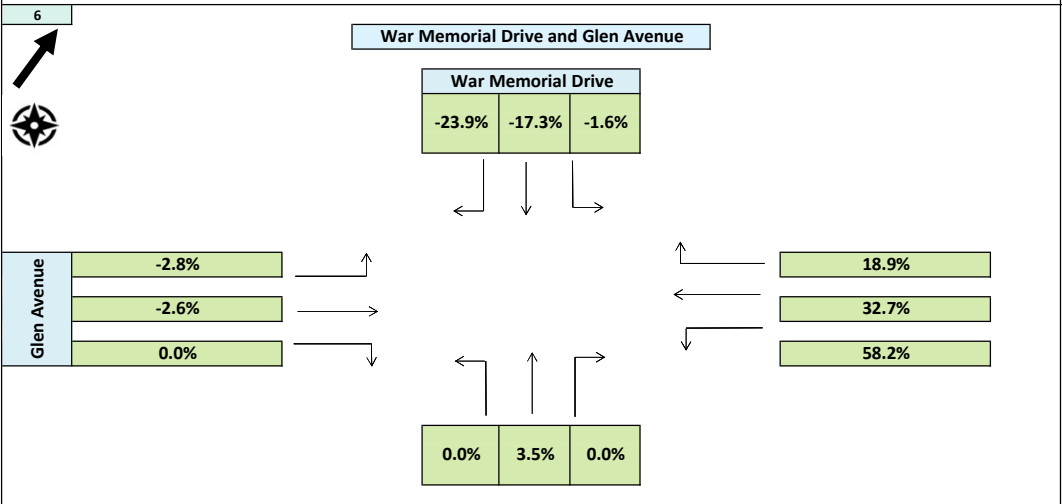 6
War Memorial Drive and Glen Avenue
War Memorial Drive
-23.9% -17.3% -1.6%
Glen Avenue
-2.8% 18.9%
-2.6% 32.7%
0.0% 58.2%
0.0% 3.5% 0.0%